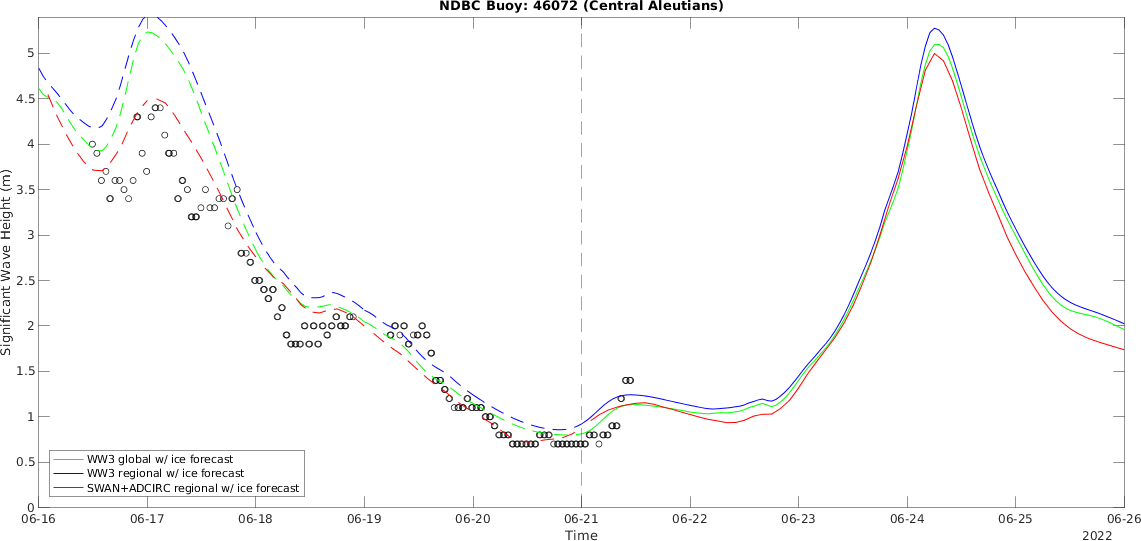 NDBC Buoy: 46072 (Central Aleutians)
5
4.5
4
3.5
3
2.5
2
1.5
1
0.5
0
Significant Wave Height (m)
WW3 global w/ ice forecast
WW3 regional w/ ice forecast
SWAN+ADCIRC regional w/ ice forecast
06-16 06-17 06-18 06-19 06-20 06-21 06-22 06-23 06-24 06-25 06-26
Time
2022